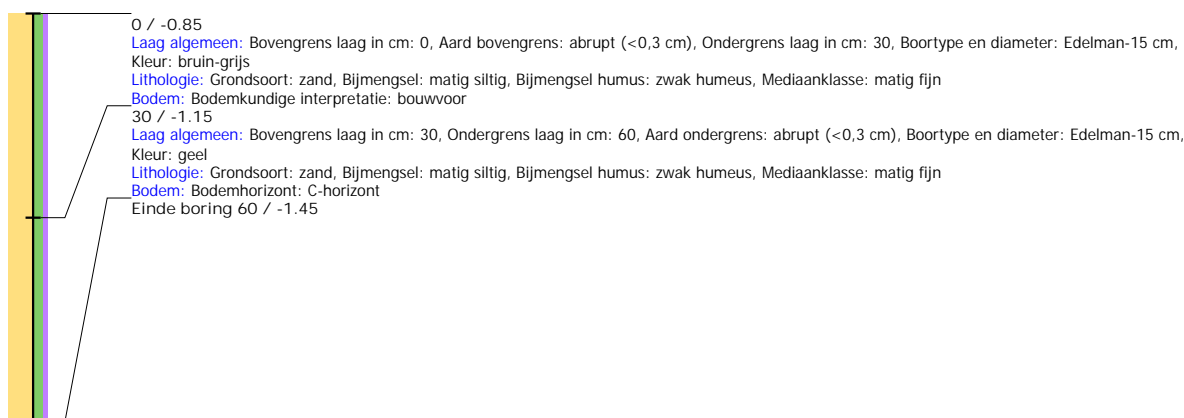 0 / -0.85
Laag algemeen: Bovengrens laag in cm: 0, Aard bovengrens: abrupt (<0,3 cm), Ondergrens laag in cm: 30, Boortype en diameter: Edelman-15 cm,
Kleur: bruin-grijs
Lithologie: Grondsoort: zand, Bijmengsel: matig siltig, Bijmengsel humus: zwak humeus, Mediaanklasse: matig fijn
Bodem: Bodemkundige interpretatie: bouwvoor
30 / -1.15
Laag algemeen: Bovengrens laag in cm: 30, Ondergrens laag in cm: 60, Aard ondergrens: abrupt (<0,3 cm), Boortype en diameter: Edelman-15 cm,
Kleur: geel
Lithologie: Grondsoort: zand, Bijmengsel: matig siltig, Bijmengsel humus: zwak humeus, Mediaanklasse: matig fijn
Bodem: Bodemhorizont: C-horizont
Einde boring 60 / -1.45